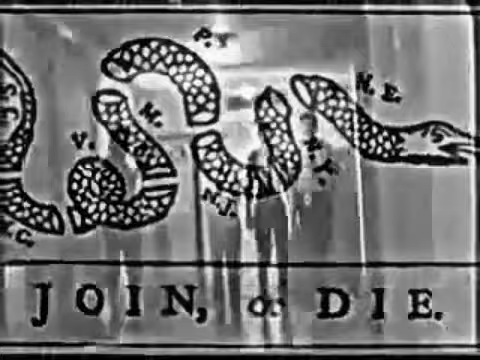 N. E.
M.
V.
N. Y.
N. J.
C.
JOIN, or DIE.